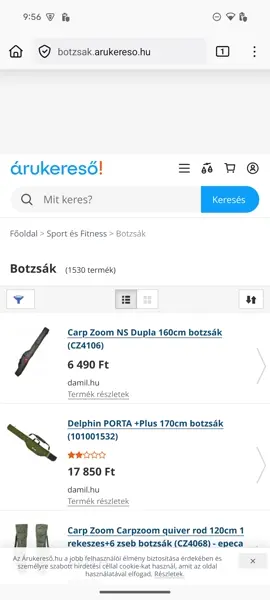 9:56
botzsak.arukereso.hu
1
árukereső!
Mit keres?
Keresés
Főoldal > Sport és Fitness > Botzsák
Botzsák (1530 termék)
Carp Zoom NS Dupla 160cm botzsák
(CZ4106)
6 490 Ft
damil.hu
Termék részletek
Delphin PORTA +Plus 170cm botzsák
(101001532)
17 850 Ft
damil.hu
Termék részletek
Carp Zoom Carpzoom quiver rod 120cm 1
rekeszes+6 zseb botzsák (CZ4068) - epeca
Az Árukereső.hu a jobb felhasználói élmény biztosítása érdekében és
személyre szabott hirdetési céllal cookie-kat használ, amit az oldal
használatával elfogad. Részletek.
×